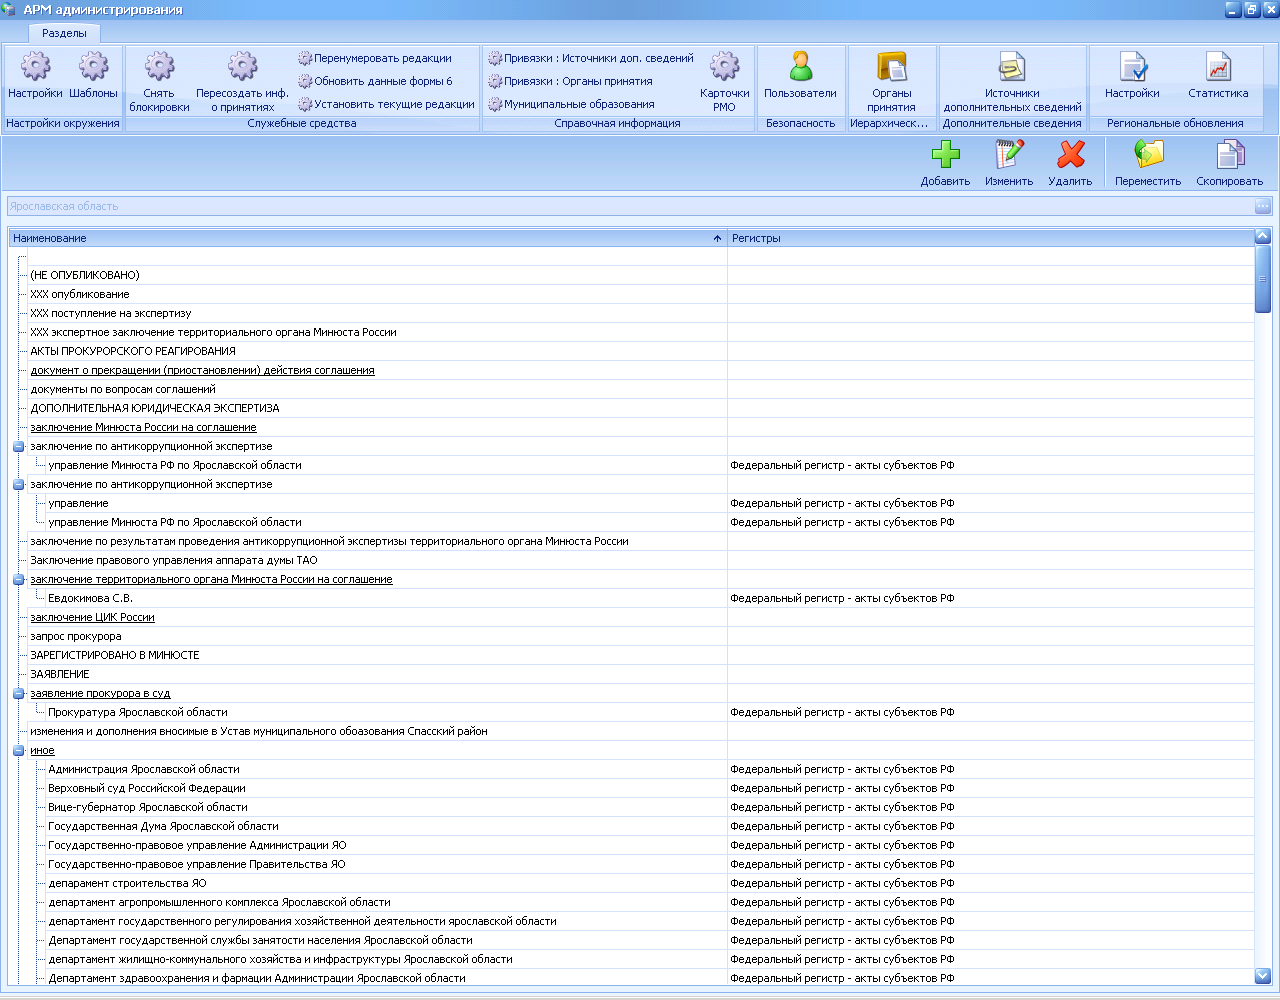 АРМ администрирования
Разделы
Настройки
Шаблоны
Настройки окружения
Снять блокировки
Пересоздать инф. о принятиях
Перенумеровать редакции
Обновить данные формы 6
Установить текущие редакции
Служебные средства
Привязки : Источники доп. сведений
Привязки : Органы принятия
Муниципальные образования
Карточки РМО
Справочная информация
Пользователи
Безопасность
Органы принятия
Иерархическ...
Источники дополнительных сведений
Дополнительные сведения
Настройки
Статистика
Региональные обновления
Добавить
Изменить
Удалить
Переместить
Скопировать
Ярославская область
Наименование Регистры
(НЕ ОПУБЛИКОВАНО)
XXX опубликование
XXX поступление на экспертизу
XXX экспертное заключение территориального органа Минюста России
АКТЫ ПРОКУРОРСКОГО РЕАГИРОВАНИЯ
документ о прекращении (приостановлении) действия соглашения
документы по вопросам соглашений
ДОПОЛНИТЕЛЬНАЯ ЮРИДИЧЕСКАЯ ЭКСПЕРТИЗА
заключение Минюста России на соглашение
заключение по антикоррупционной экспертизе
управление Минюста РФ по Ярославской области Федеральный регистр - акты субъектов РФ
заключение по антикоррупционной экспертизе
управление Федеральный регистр - акты субъектов РФ
управление Минюста РФ по Ярославской области Федеральный регистр - акты субъектов РФ
заключение по результатам проведения антикоррупционной экспертизы территориального органа Минюста России
Заключение правового управления аппарата думы ТАО
заключение территориального органа Минюста России на соглашение
Евдокимова С.В. Федеральный регистр - акты субъектов РФ
заключение ЦИК России
запрос прокурора
ЗАРЕГИСТРИРОВАНО В МИНЮСТЕ
ЗАЯВЛЕНИЕ
заявление прокурора в суд
Прокуратура Ярославской области Федеральный регистр - акты субъектов РФ
изменения и дополнения вносимые в Устав муниципального обоазования Спасский район
иное
Администрация Ярославской области Федеральный регистр - акты субъектов РФ
Верховный суд Российской Федерации Федеральный регистр - акты субъектов РФ
Вице-губернатор Ярославской области Федеральный регистр - акты субъектов РФ
Государственная Дума Ярославской области Федеральный регистр - акты субъектов РФ
Государственно-правовое управление Администрации ЯО Федеральный регистр - акты субъектов РФ
Государственно-правовое управление Правительства ЯО Федеральный регистр - акты субъектов РФ
депарамент строительства ЯО Федеральный регистр - акты субъектов РФ
департамент агропромышленного комплекса Ярославской области Федеральный регистр - акты субъектов РФ
департамент государственного регулирования хозяйственной деятельности ярославской области Федеральный регистр - акты субъектов РФ
Департамент государственной службы занятости населения Ярославской области Федеральный регистр - акты субъектов РФ
департамент жилищно-коммунального хозяйства и инфраструктуры Ярославской области Федеральный регистр - акты субъектов РФ
Департамент здравоохранения и фармации Администрации Ярославской области Федеральный регистр - акты субъектов РФ